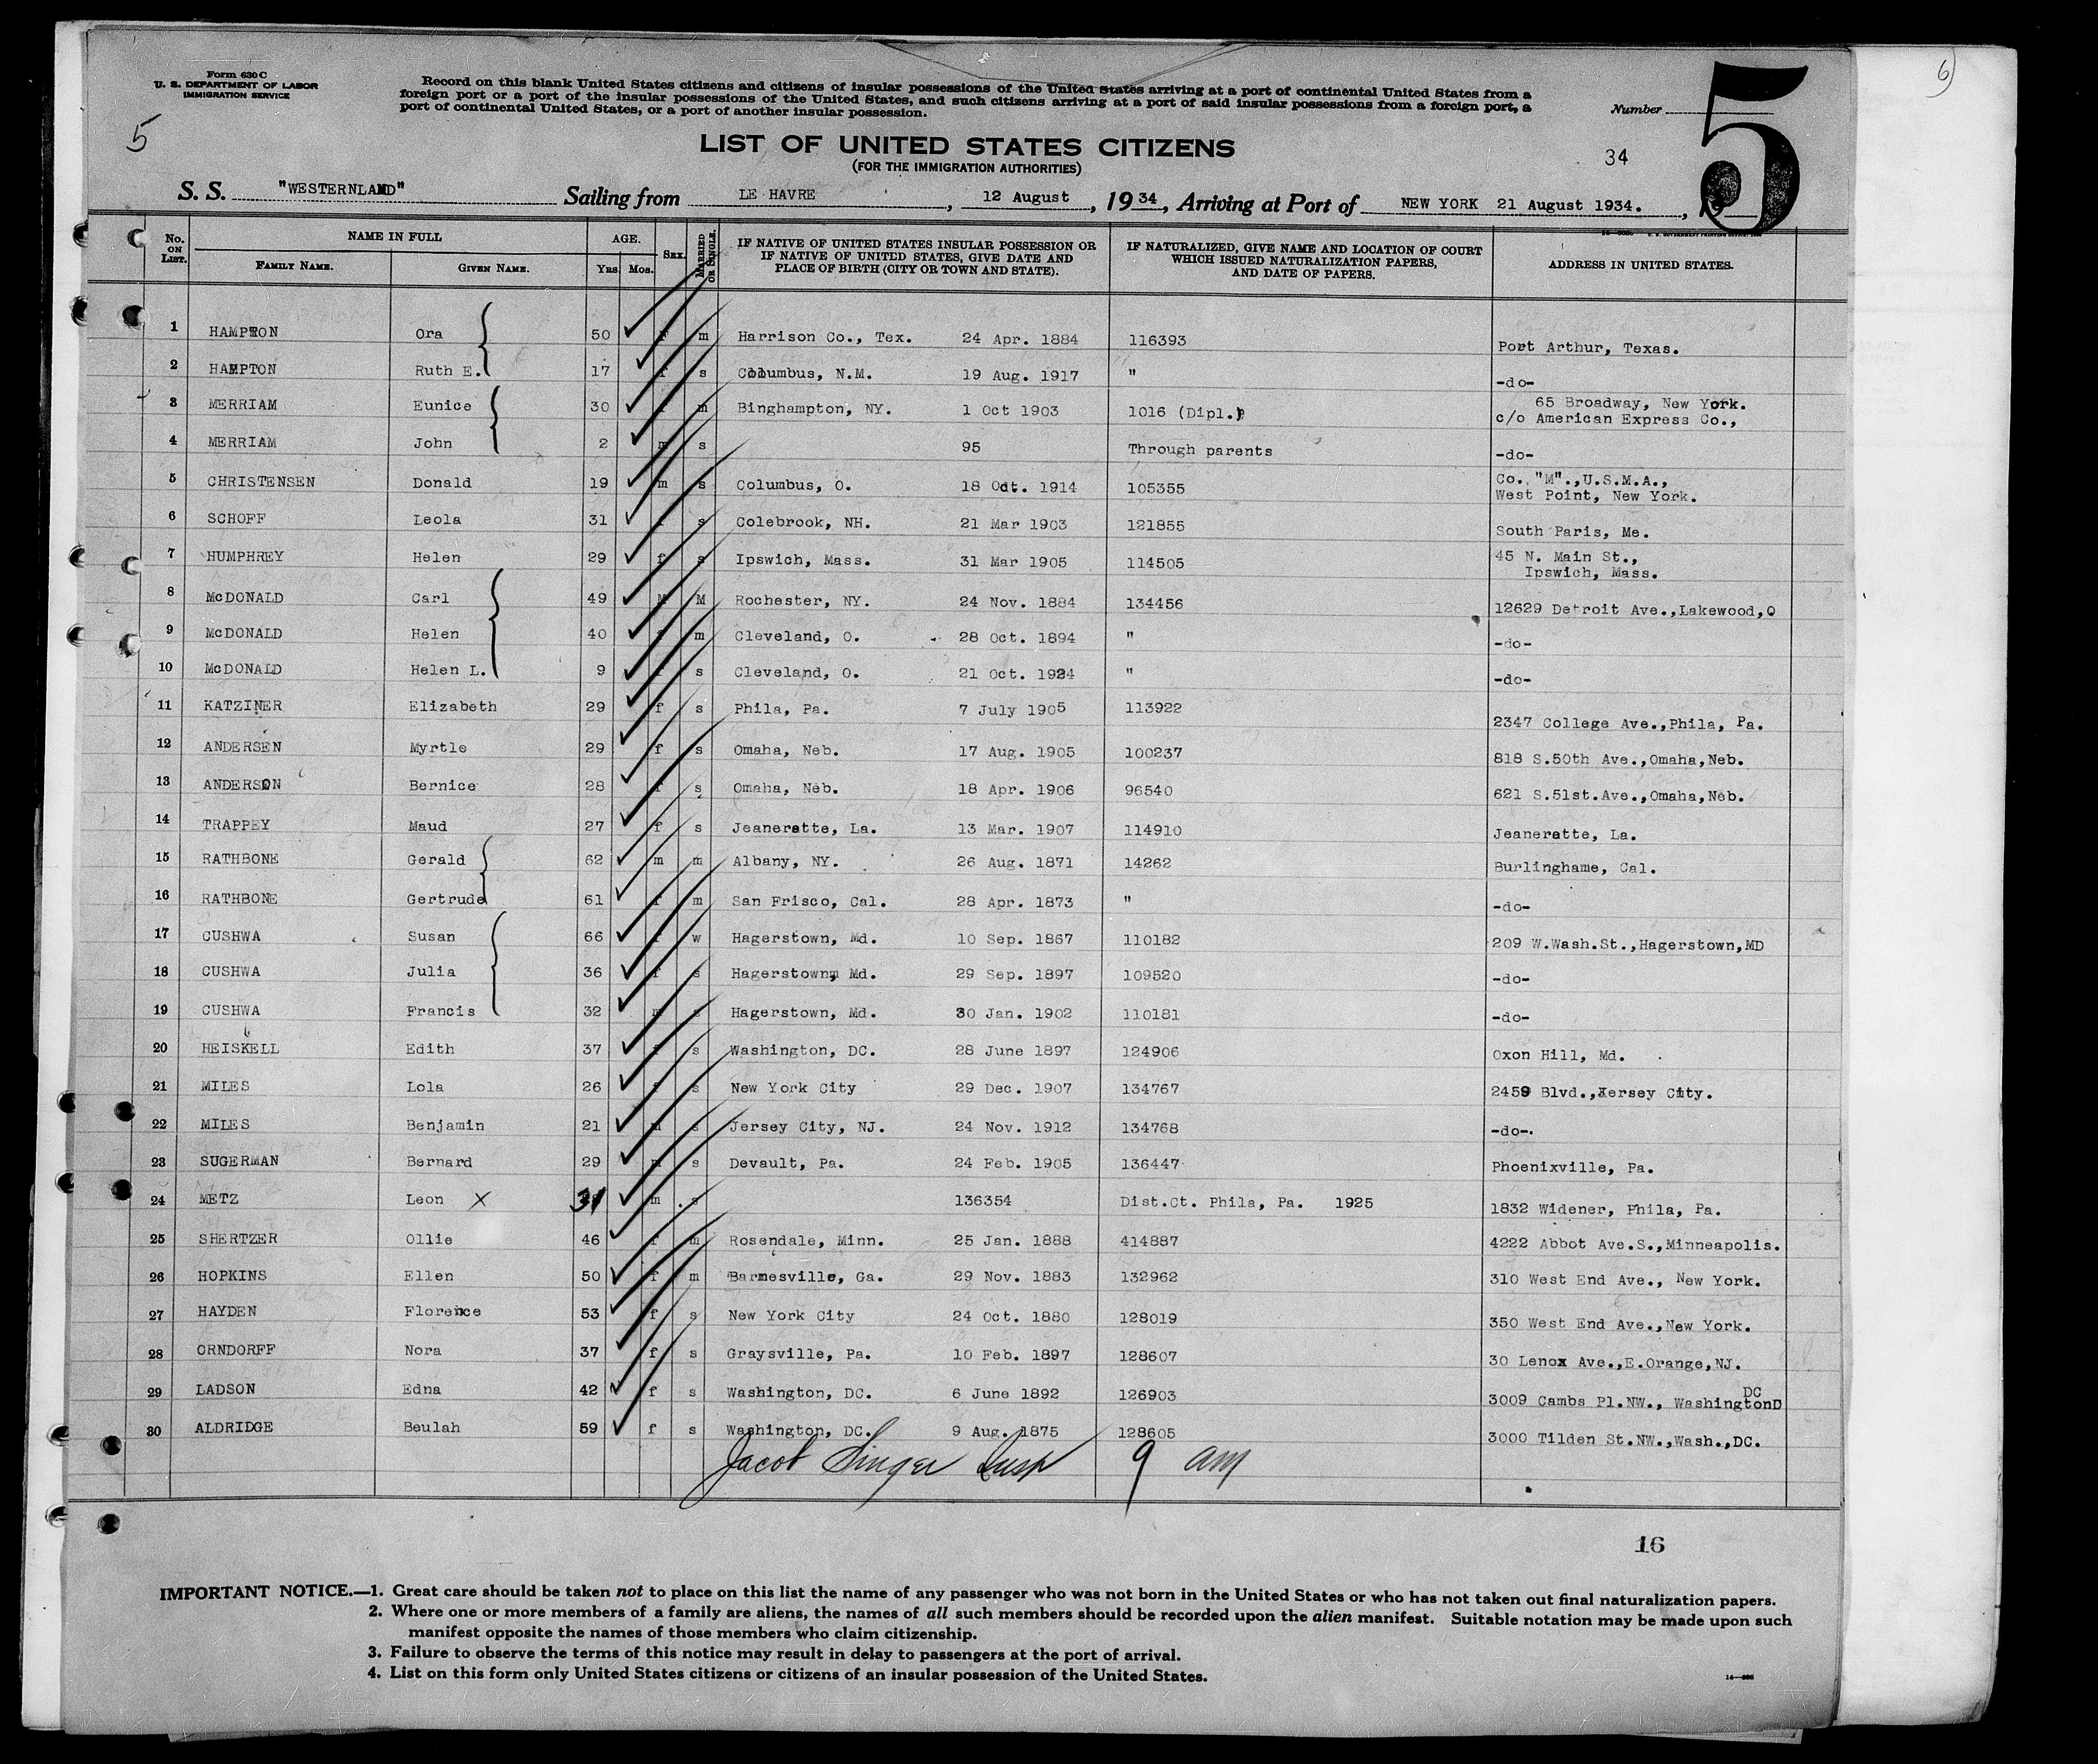 Form 630 C
U. S. DEPARTMENT OF LABOR
IMMIGRATION SERVICE
Record on this blank United States citizens and citizens of insular possessions of the United States arriving at a port of continental United States from a
foreign port or a port of the insular possessions of the United States, and such citizens arriving at a port of said insular possessions from a foreign port, a
port of continental United States, or a port of another insular possession.
6
Number
5
5
LIST OF UNITED STATES CITIZENS
(FOR THE IMMIGRATION AUTHORITIES)
34
S. S. "WESTERNLAND" Sailing from LE HAVRE, 12 August, 1934, Arriving at Port of NEW YORK 21 August 1934., 19
No. ON LIST. NAME IN FULL FAMILY NAME. GIVEN NAME. AGE. Yrs. Mos. SEX. MARRIED OR SINGLE. IF NATIVE OF UNITED STATES INSULAR POSSESSION OR IF NATIVE OF UNITED STATES, GIVE DATE AND PLACE OF BIRTH (CITY OR TOWN AND STATE). IF NATURALIZED, GIVE NAME AND LOCATION OF COURT WHICH ISSUED NATURALIZATION PAPERS, AND DATE OF PAPERS. ADDRESS IN UNITED STATES.
1 HAMPTON Ora 50 m Harrison Co., Tex. 24 Apr. 1884 116393 Port Arthur, Texas.
2 HAMPTON Ruth E. 17 f s Columbus, N.M. 19 Aug. 1917 " -do-
3 MERRIAM Eunice 30 m Binghampton, NY. 1 Oct 1903 1016 (Dipl.) 65 Broadway, New York.
c/o American Express Co.,
4 MERRIAM John 2 m s 95 Through parents -do-
5 CHRISTENSEN Donald 19 m s Columbus, O. 18 Oct. 1914 105355 Co. "M".,U.S.M.A.,
West Point, New York.
6 SCHOFF Leola 31 f s Colebrook, NH. 21 Mar 1903 121855 South Paris, Me.
7 HUMPHREY Helen 29 f s Ipswich, Mass. 31 Mar 1905 114505 45 N. Main St.,
Ipswich, Mass.
8 McDONALD Carl 49 M M Rochester, NY. 24 Nov. 1884 134456 12629 Detroit Ave.,Lakewood,O
9 McDONALD Helen 40 f m Cleveland, O. 28 Oct. 1894 " -do-
10 McDONALD Helen L. 9 f s Cleveland, O. 21 Oct. 1924 " -do-
11 KATZINER Elizabeth 29 f s Phila, Pa. 7 July 1905 113922 2347 College Ave.,Phila, Pa.
12 ANDERSEN Myrtle 29 f s Omaha, Neb. 17 Aug. 1905 100237 818 S.50th Ave.,Omaha,Neb.
13 ANDERSON Bernice 28 f s Omaha, Neb. 18 Apr. 1906 96540 621 S.51st.Ave.,Omaha,Neb.
14 TRAPPEY Maud 27 f s Jeanerette, La. 13 Mar. 1907 114910 Jeanerette, La.
15 RATHBONE Gerald 62 m m Albany, NY. 26 Aug. 1871 14262 Burlinghame, Cal.
16 RATHBONE Gertrude 61 f m San Frisco, Cal. 28 Apr. 1873 " -do-
17 CUSHWA Susan 66 f w Hagerstown, Md. 10 Sep. 1867 110182 209 W.Wash.St.,Hagerstown,MD
18 CUSHWA Julia 36 f s Hagerstown, Md. 29 Sep. 1897 109520 -do-
19 CUSHWA Francis 32 m s Hagerstown, Md. 30 Jan. 1902 110181 -do-
20 HEISKELL Edith 37 f s Washington, DC. 28 June 1897 124906 Oxon Hill, Md.
21 MILES Lola 26 f s New York City 29 Dec. 1907 134767 2459 Blvd.,Jersey City.
22 MILES Benjamin 21 m s Jersey City, NJ. 24 Nov. 1912 134768 -do-.
23 SUGERMAN Bernard 29 m s Devault, Pa. 24 Feb. 1905 136447 Phoenixville, Pa.
24 METZ Leon X 31 m s 136354 Dist.Ct. Phila, Pa. 1925 1832 Widener, Phila, Pa.
25 SHERTZER Ollie 46 f m Rosendale, Minn. 25 Jan. 1888 414887 4222 Abbot Ave.S.,Minneapolis.
26 HOPKINS Ellen 50 f m Barmesville, Ga. 29 Nov. 1883 132962 310 West End Ave., New York.
27 HAYDEN Florence 53 f s New York City 24 Oct. 1880 128019 350 West End Ave.,New York.
28 ORNDORFF Nora 37 f s Graysville, Pa. 10 Feb. 1897 128607 30 Lenox Ave.,E.Orange,NJ.
29 LADSON Edna 42 f s Washington, DC. 6 June 1892 126903 3009 Cambs Pl.NW., Washington DC
30 ALDRIDGE Beulah 59 f s Washington, DC. 9 Aug. 1875 128605 3000 Tilden St.NW.,Wash.,DC.
Jacob Singer Insp 9 am
16
IMPORTANT NOTICE.—1. Great care should be taken not to place on this list the name of any passenger who was not born in the United States or who has not taken out final naturalization papers.
2. Where one or more members of a family are aliens, the names of all such members should be recorded upon the alien manifest. Suitable notation may be made upon such
manifest opposite the names of those members who claim citizenship.
3. Failure to observe the terms of this notice may result in delay to passengers at the port of arrival.
4. List on this form only United States citizens or citizens of an insular possession of the United States.